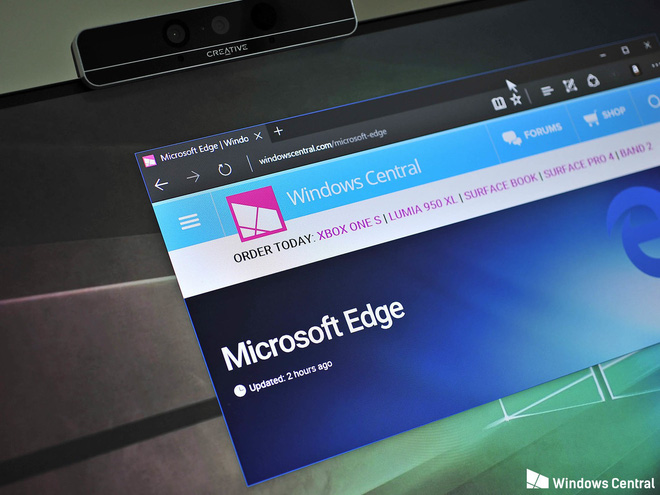 CREATIVE
Microsoft Edge | Windo
windowscentral.com/microsoft-edge
FORUMS
SHOP
Windows Central
ORDER TODAY: XBOX ONE S | LUMIA 950 XL | SURFACE BOOK | SURFACE PRO 4 | BAND 2
Microsoft Edge
Updated: 2 hours ago
Windows Central